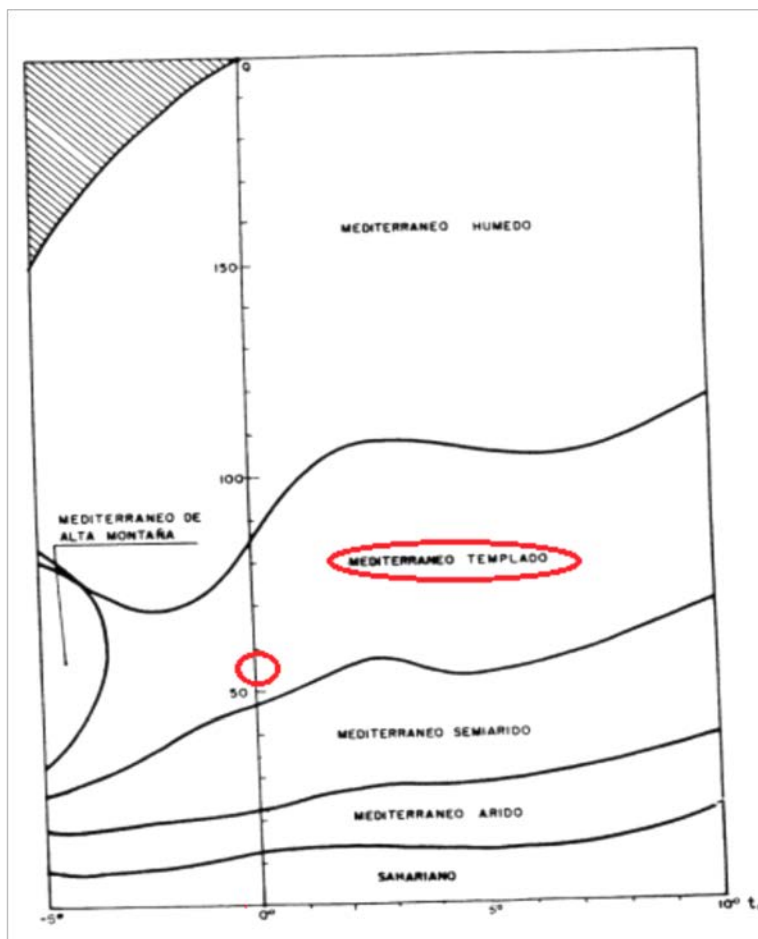 Q
MEDITERRANEO HUMEDO
150
100
MEDITERRANEO DE
ALTA MONTAÑA
MEDITERRANEO TEMPLADO
50
MEDITERRANEO SEMIARIDO
MEDITERRANEO ARIDO
SAHARIANO
-5° 0° 5° 10° t.